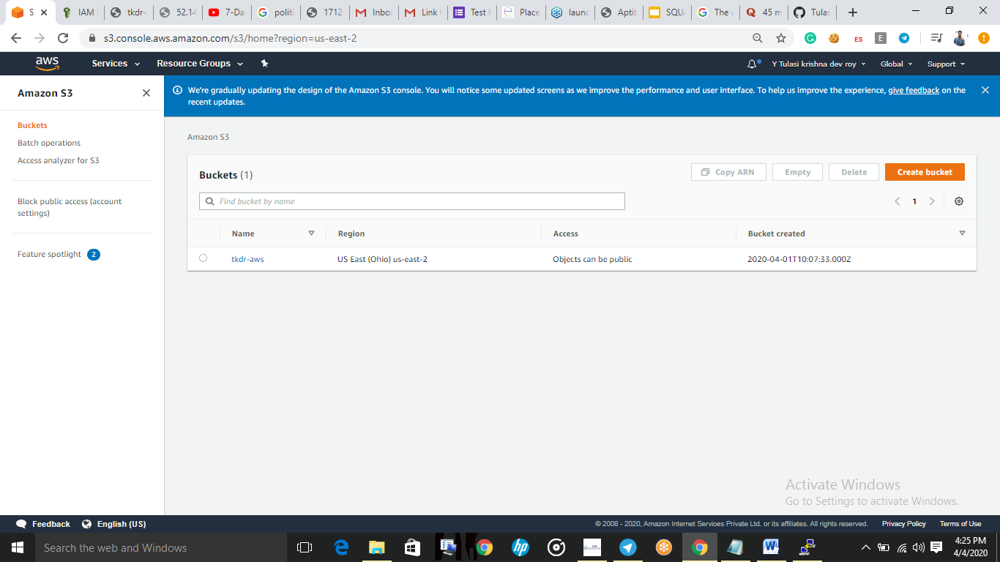 S
IAM
tkdr-
52.14
7-Da
politi
1712
Inbo
Link
Test
Place
launc
Aptit
SQU
The
45 m
Tulas
s3.console.aws.amazon.com/s3/home?region=us-east-2
ES
E
aws
Services
Resource Groups
Y Tulasi krishna dev roy
Global
Support
Amazon S3
Buckets
Batch operations
Access analyzer for S3
Block public access (account
settings)
Feature spotlight 2
We're gradually updating the design of the Amazon S3 console. You will notice some updated screens as we improve the performance and user interface. To help us improve the experience, give feedback on the
recent updates.
Amazon S3
Buckets (1)
Copy ARN
Empty
Delete
Create bucket
Find bucket by name
1
Name
Region
Access
Bucket created
tkdr-aws
US East (Ohio) us-east-2
Objects can be public
2020-04-01T10:07:33.000Z
Activate Windows
Go to Settings to activate Windows.
Feedback
English (US)
© 2008 - 2020, Amazon Internet Services Private Ltd. or its affiliates. All rights reserved.
Privacy Policy
Terms of Use
Search the web and Windows
4:25 PM
4/4/2020